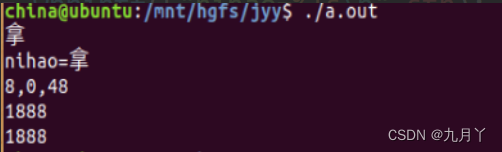 china@ubuntu:/mnt/hgfs/jyy$ ./a.out
拿
nihao=拿
8,0,48
1888
1888
CSDN @九月丫